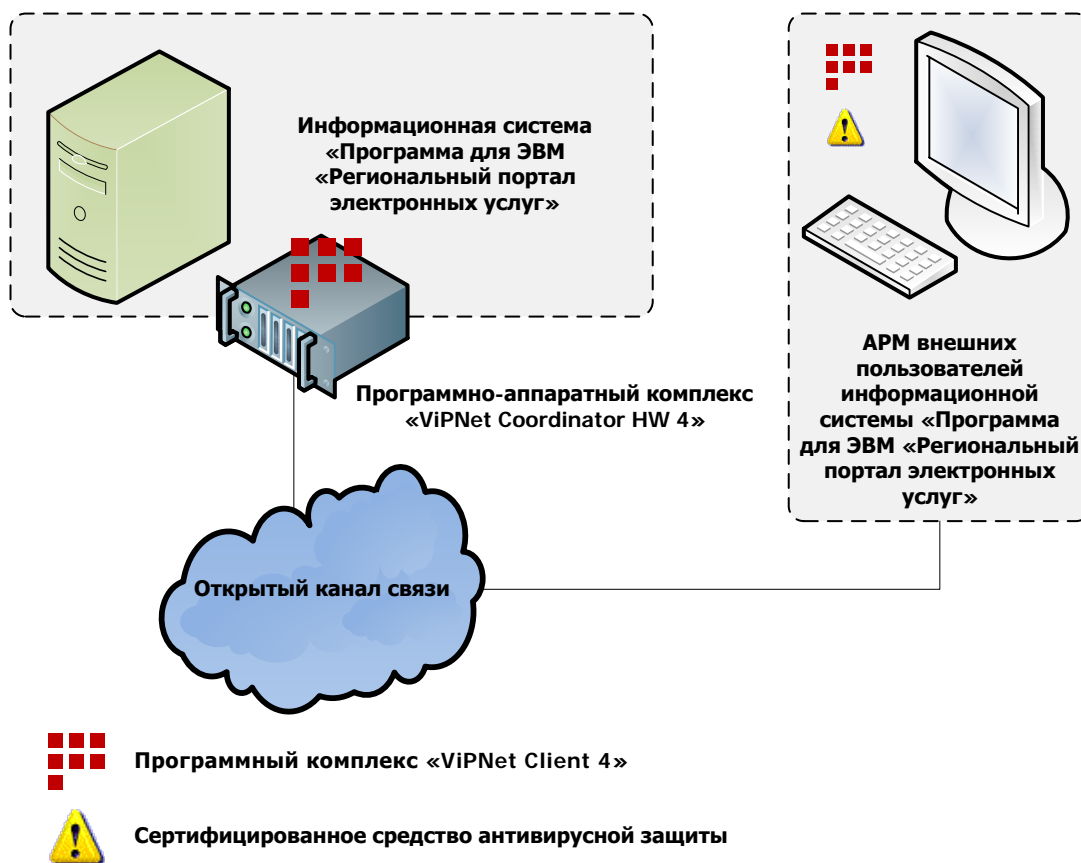 Информационная система
«Программа для ЭВМ
«Региональный портал
электронных услуг»
Программно-аппаратный комплекс
«ViPNet Coordinator HW 4»
АРМ внешних
пользователей
информационной
системы «Программа
для ЭВМ «Региональный
портал электронных
услуг»
Открытый канал связи
Программный комплекс «ViPNet Client 4»
Сертифицированное средство антивирусной защиты